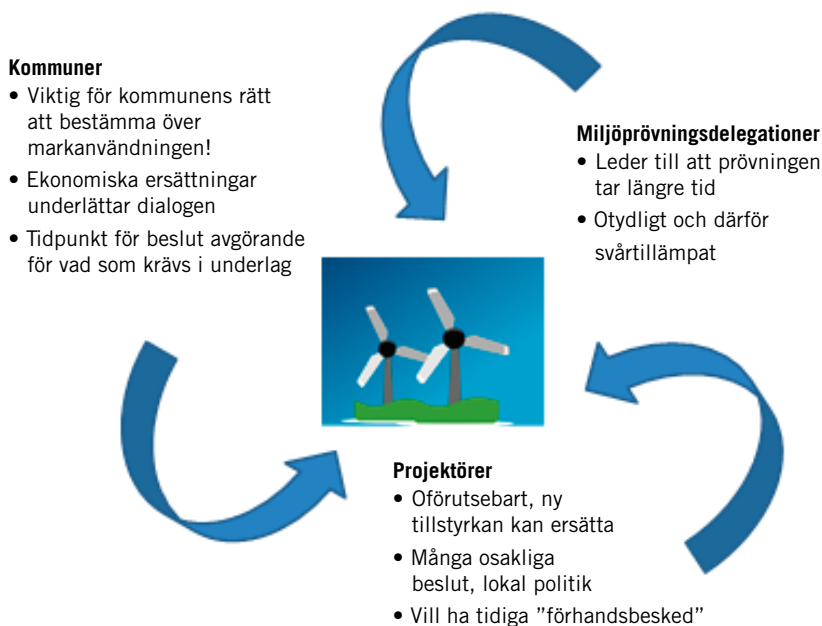 Kommuner
• Viktig för kommunens rätt
att bestämma över
markanvändningen!
• Ekonomiska ersättningar
underlättar dialogen
• Tidpunkt för beslut avgörande
för vad som krävs i underlag
Miljöprövningsdelegationer
• Leder till att prövningen
tar längre tid
• Otydligt och därför
svårtillämpat
Projektörer
• Oförutsebart, ny
tillstyrkan kan ersätta
• Många osakliga
beslut, lokal politik
• Vill ha tidiga ”förhandsbesked”